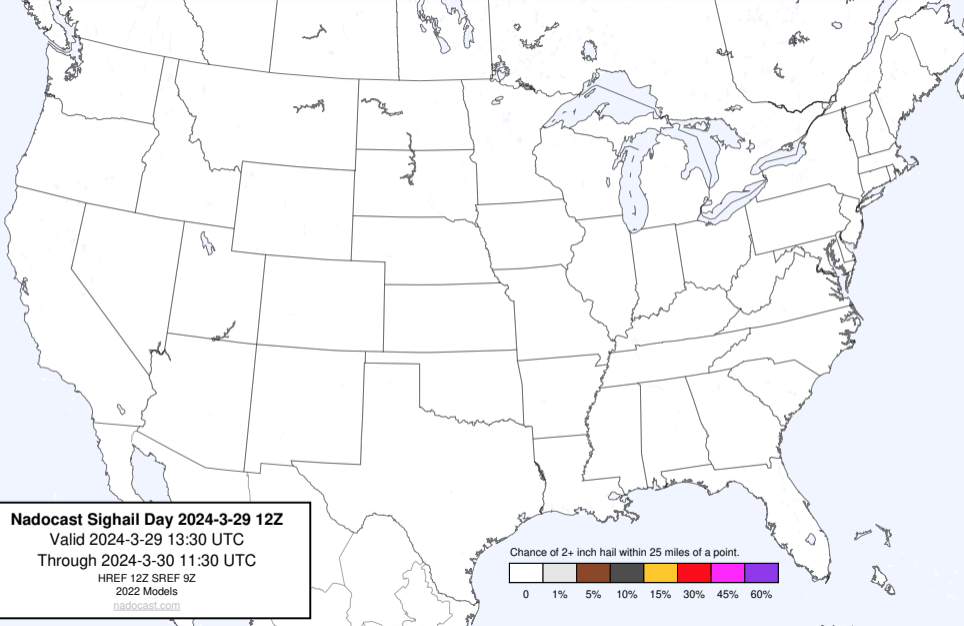 Nadocast Sighail Day 2024-3-29 12Z
Valid 2024-3-29 13:30 UTC
Through 2024-3-30 11:30 UTC
HREF 12Z SREF 9Z
2022 Models
nadocast.com
Chance of 2+ inch hail within 25 miles of a point.
0 1% 5% 10% 15% 30% 45% 60%